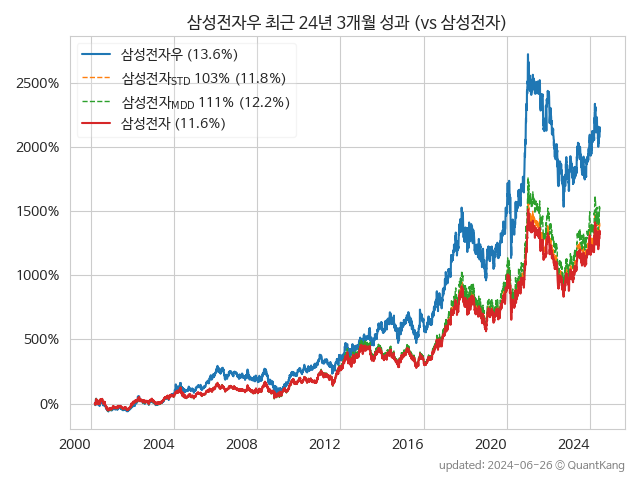 삼성전자우 최근 24년 3개월 성과 (vs 삼성전자)
삼성전자우 (13.6%)
삼성전자STD 103% (11.8%)
삼성전자MDD 111% (12.2%)
삼성전자 (11.6%)
2500%
2000%
1500%
1000%
500%
0%
2000 2004 2008 2012 2016 2020 2024
updated: 2024-06-26 © QuantKang